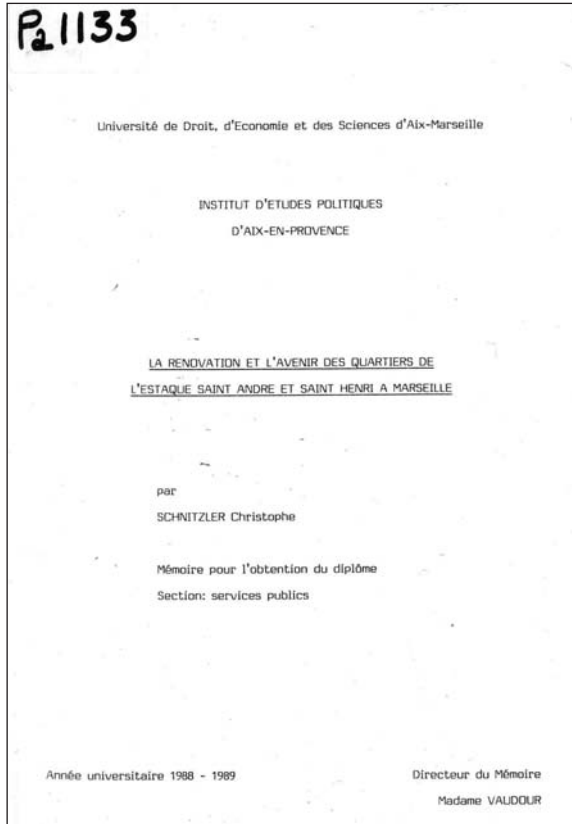 Pa 1133
Université de Droit, d'Economie et des Sciences d'Aix-Marseille
INSTITUT D'ETUDES POLITIQUES
D'AIX-EN-PROVENCE
LA RENOVATION ET L'AVENIR DES QUARTIERS DE
L'ESTAQUE SAINT ANDRE ET SAINT HENRI A MARSEILLE
par
SCHNITZLER Christophe
Mémoire pour l'obtention du diplôme
Section: services publics
Année universitaire 1988 - 1989
Directeur du Mémoire
Madame VAUDOUR